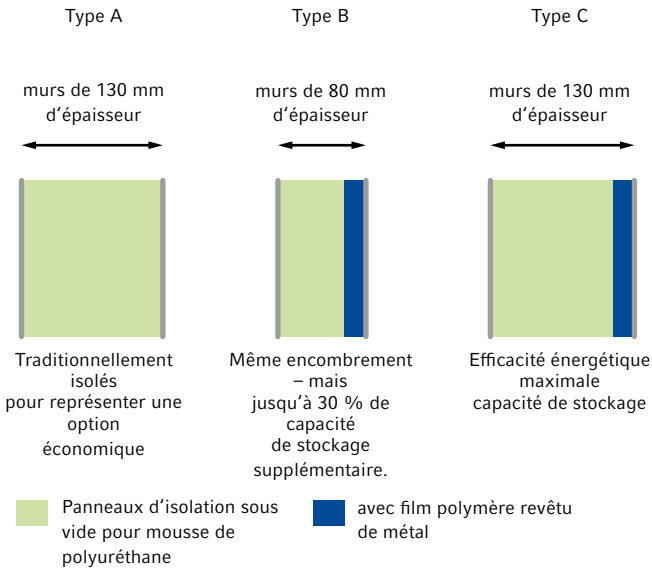 Type A
Type B
Type C
murs de 130 mm
d‘épaisseur
murs de 80 mm
d‘épaisseur
murs de 130 mm
d‘épaisseur
Traditionnellement
isolés
pour représenter une
option
économique
Même encombrement
– mais
jusqu‘à 30 % de
capacité
de stockage
supplémentaire.
Efficacité énergétique
maximale
capacité de stockage
Panneaux d‘isolation sous
vide pour mousse de
polyuréthane
avec film polymère revêtu
de métal